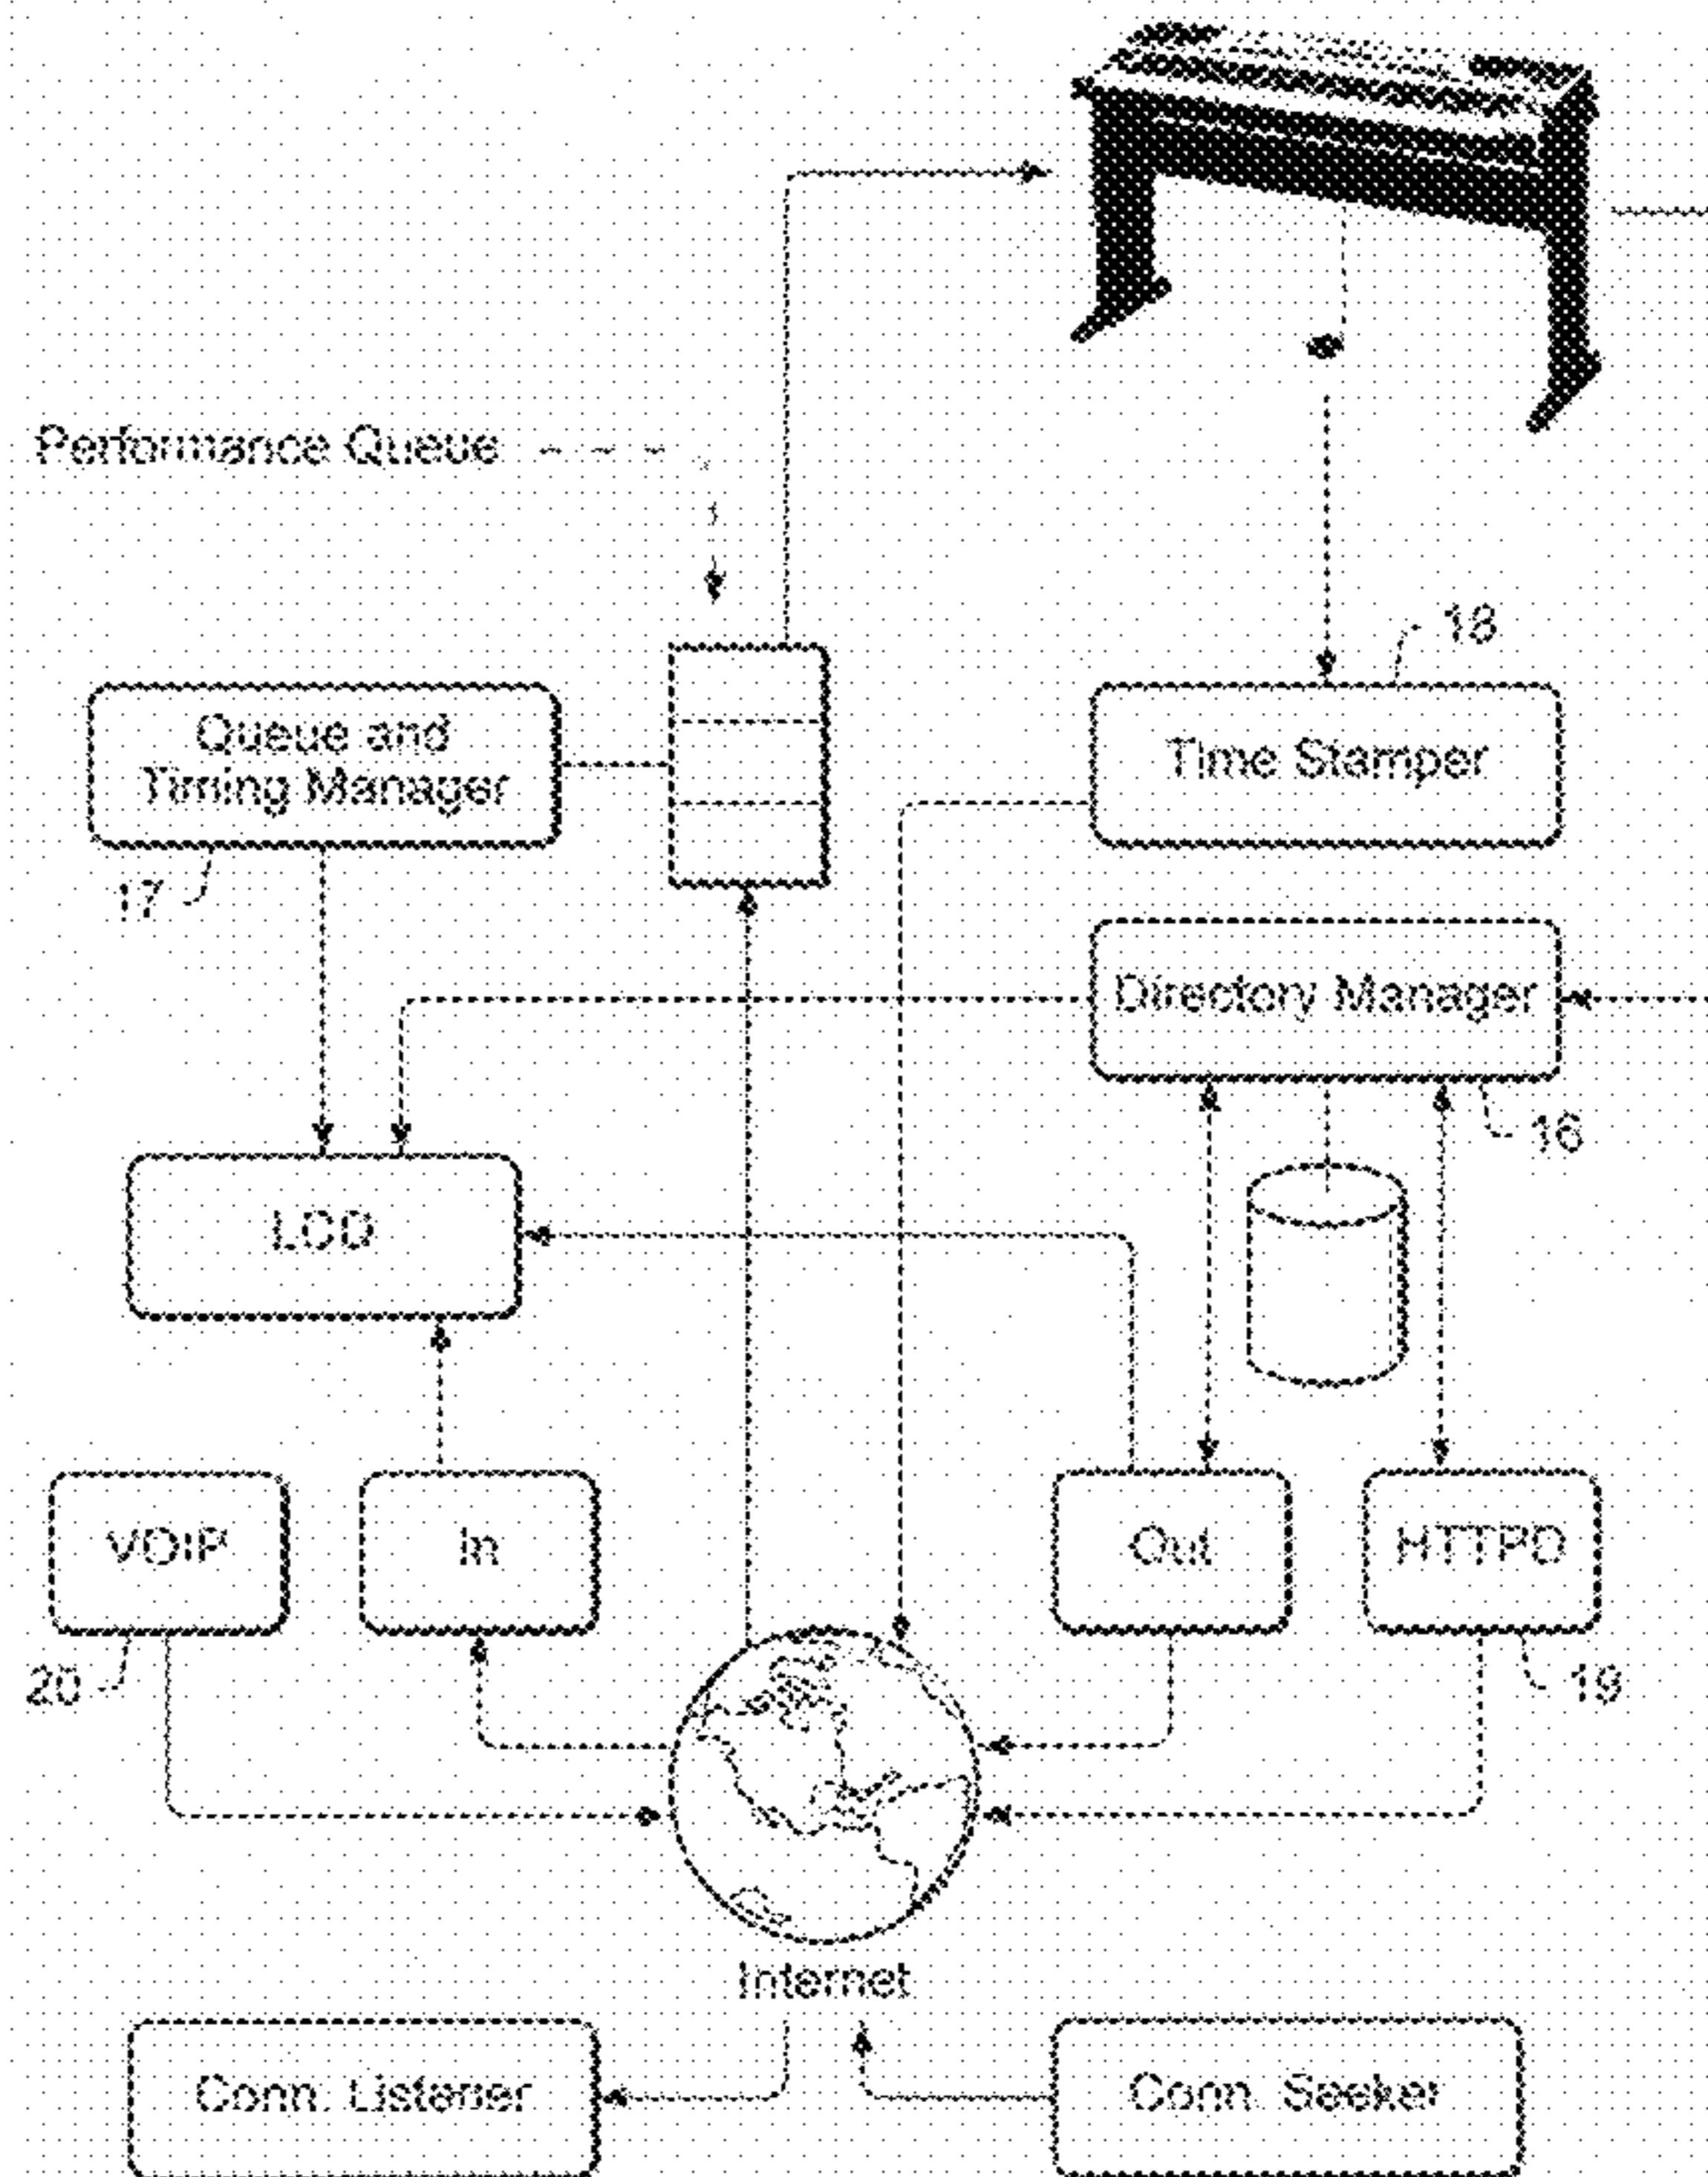 Performance Queue
18
Queue and
Timing Manager
Time Stamper
17
Directory Manager
16
LCD
VOIP
In
Out
HTTPD
20
19
Internet
Conn. Listener
Conn. Seeker